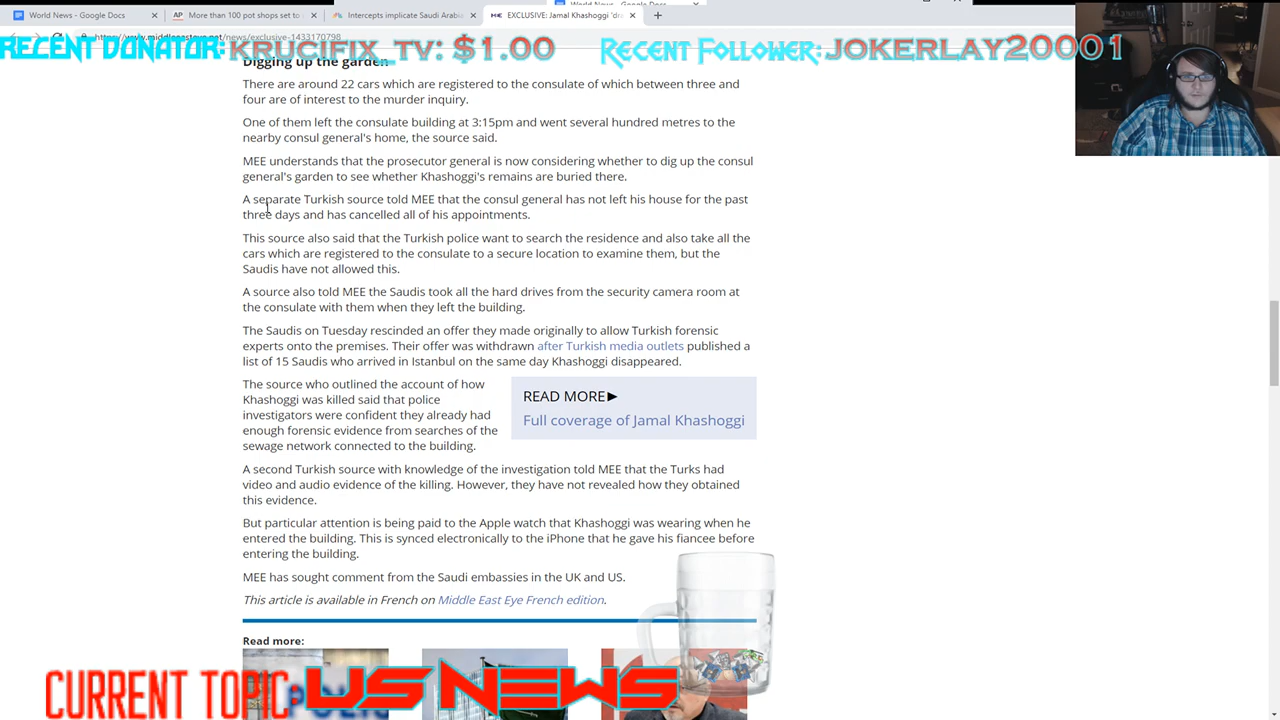 World News - Google Docs
World News - Google Docs
More than 100 pot shops set to
Intercepts implicate Saudi Arabi
EXCLUSIVE: Jamal Khashoggi 'dr
/news/exclusive-1433170798
RECENT DONATOR: KRUCIFIX_TV: $1.00 RECENT FOLLOWER: JOKERLAY20001
Digging up the garden
There are around 22 cars which are registered to the consulate of which between three and
four are of interest to the murder inquiry.
One of them left the consulate building at 3:15pm and went several hundred metres to the
nearby consul general's home, the source said.
MEE understands that the prosecutor general is now considering whether to dig up the consul
general's garden to see whether Khashoggi's remains are buried there.
A separate Turkish source told MEE that the consul general has not left his house for the past
three days and has cancelled all of his appointments.
This source also said that the Turkish police want to search the residence and also take all the
cars which are registered to the consulate to a secure location to examine them, but the
Saudis have not allowed this.
A source also told MEE the Saudis took all the hard drives from the security camera room at
the consulate with them when they left the building.
The Saudis on Tuesday rescinded an offer they made originally to allow Turkish forensic
experts onto the premises. Their offer was withdrawn after Turkish media outlets published a
list of 15 Saudis who arrived in Istanbul on the same day Khashoggi disappeared.
The source who outlined the account of how
Khashoggi was killed said that police
investigators were confident they already had
enough forensic evidence from searches of the
sewage network connected to the building.
READ MORE▶
Full coverage of Jamal Khashoggi
A second Turkish source with knowledge of the investigation told MEE that the Turks had
video and audio evidence of the killing. However, they have not revealed how they obtained
this evidence.
But particular attention is being paid to the Apple watch that Khashoggi was wearing when he
entered the building. This is synced electronically to the iPhone that he gave his fiancee before
entering the building.
MEE has sought comment from the Saudi embassies in the UK and US.
This article is available in French on Middle East Eye French edition.
Read more:
CURRENT TOPIC: US NEWS